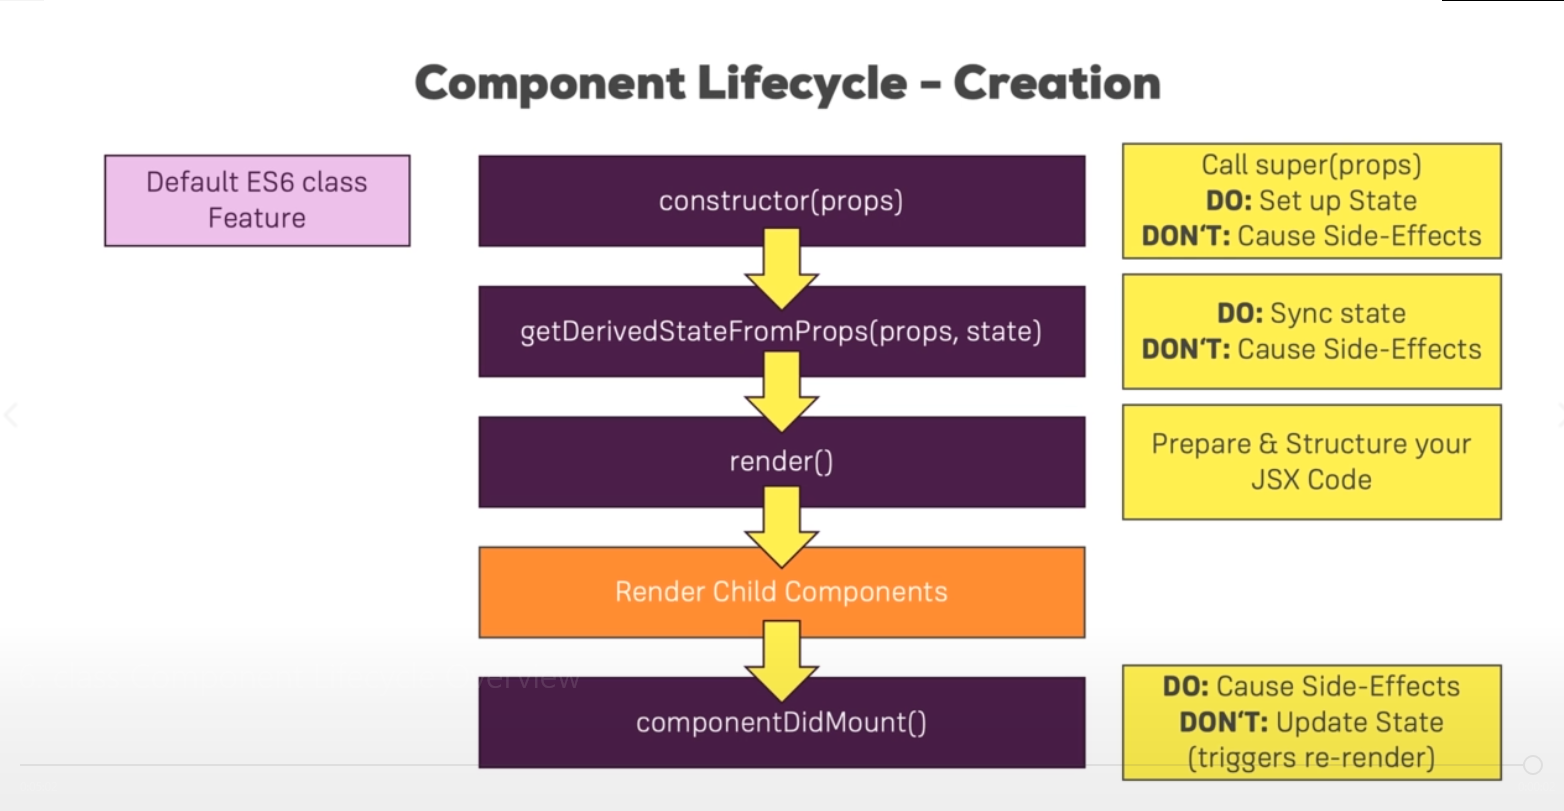 Component Lifecycle – Creation
Default ES6 class
Feature
constructor(props)
Call super(props)
DO: Set up State
DON‘T: Cause Side-Effects
getDerivedStateFromProps(props, state)
DO: Sync state
DON‘T: Cause Side-Effects
render()
Prepare & Structure your
JSX Code
Render Child Components
componentDidMount()
DO: Cause Side-Effects
DON‘T: Update State
(triggers re-render)